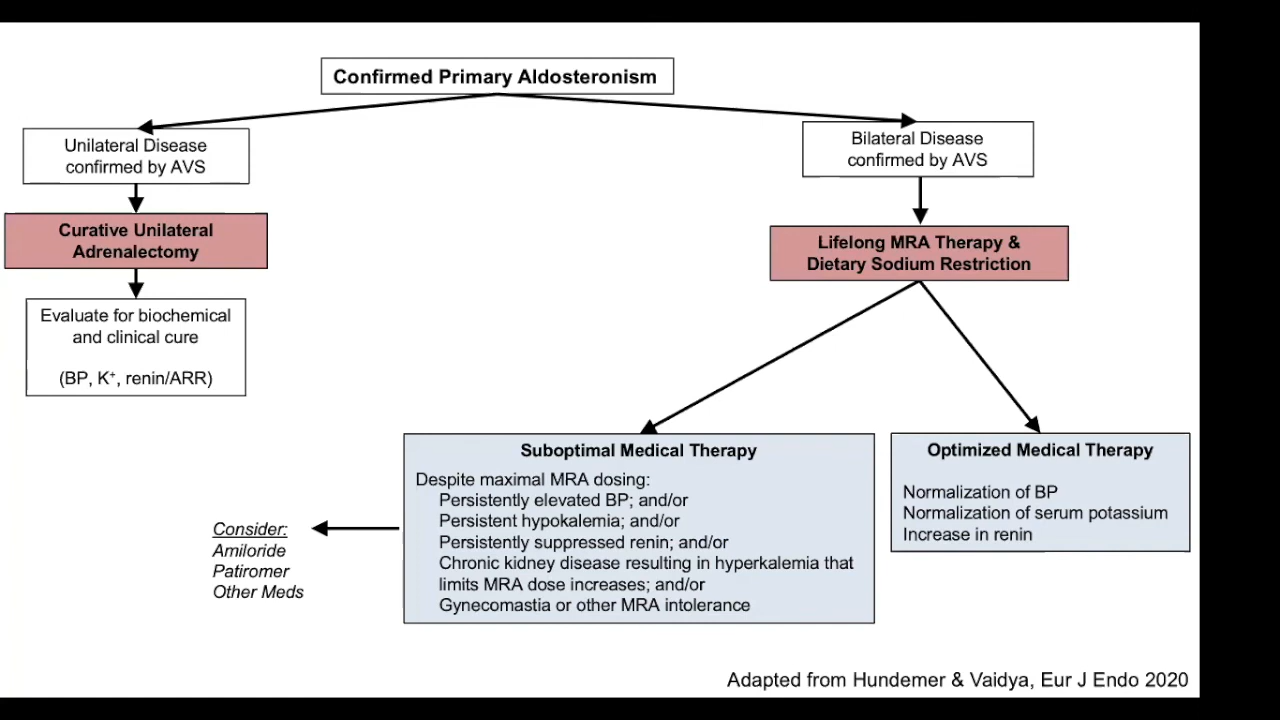 Confirmed Primary Aldosteronism
Unilateral Disease
confirmed by AVS
Bilateral Disease
confirmed by AVS
Curative Unilateral
Adrenalectomy
Lifelong MRA Therapy &
Dietary Sodium Restriction
Evaluate for biochemical
and clinical cure
(BP, K⁺, renin/ARR)
Suboptimal Medical Therapy
Despite maximal MRA dosing:
Persistently elevated BP; and/or
Persistent hypokalemia; and/or
Persistently suppressed renin; and/or
Chronic kidney disease resulting in hyperkalemia that
limits MRA dose increases; and/or
Gynecomastia or other MRA intolerance
Optimized Medical Therapy
Normalization of BP
Normalization of serum potassium
Increase in renin
Consider:
Amiloride
Patiromer
Other Meds
Adapted from Hundemer & Vaidya, Eur J Endo 2020